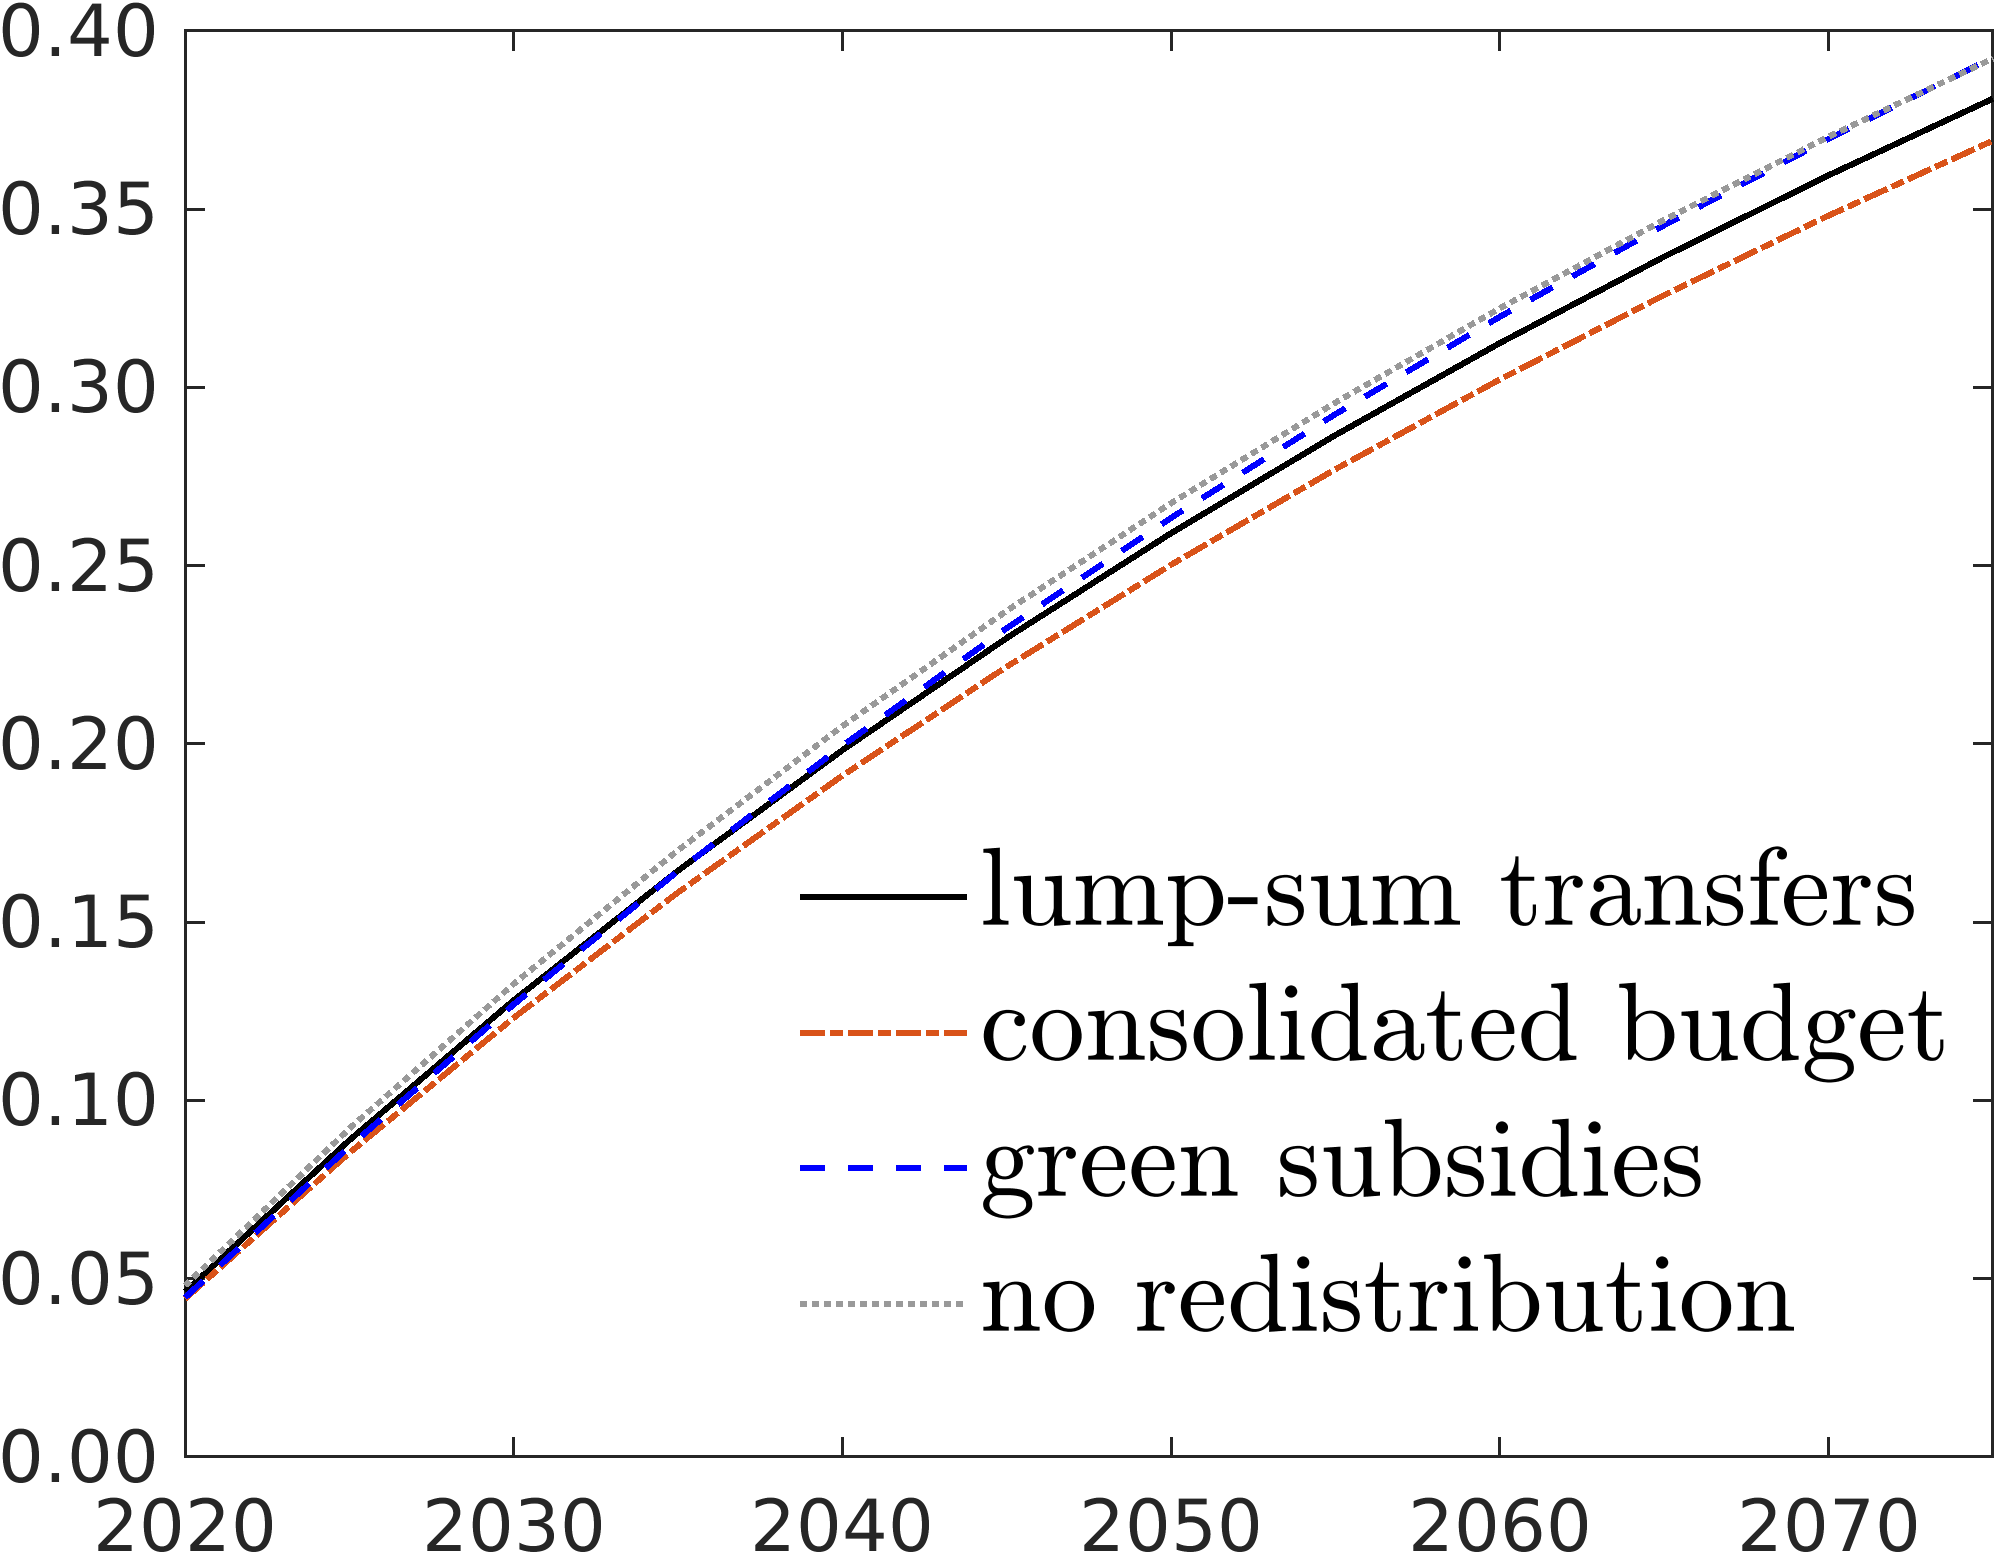 0.40
0.35
0.30
0.25
0.20
0.15
0.10
0.05
0.00
lump-sum transfers
consolidated budget
green subsidies
no redistribution
2020 2030 2040 2050 2060 2070